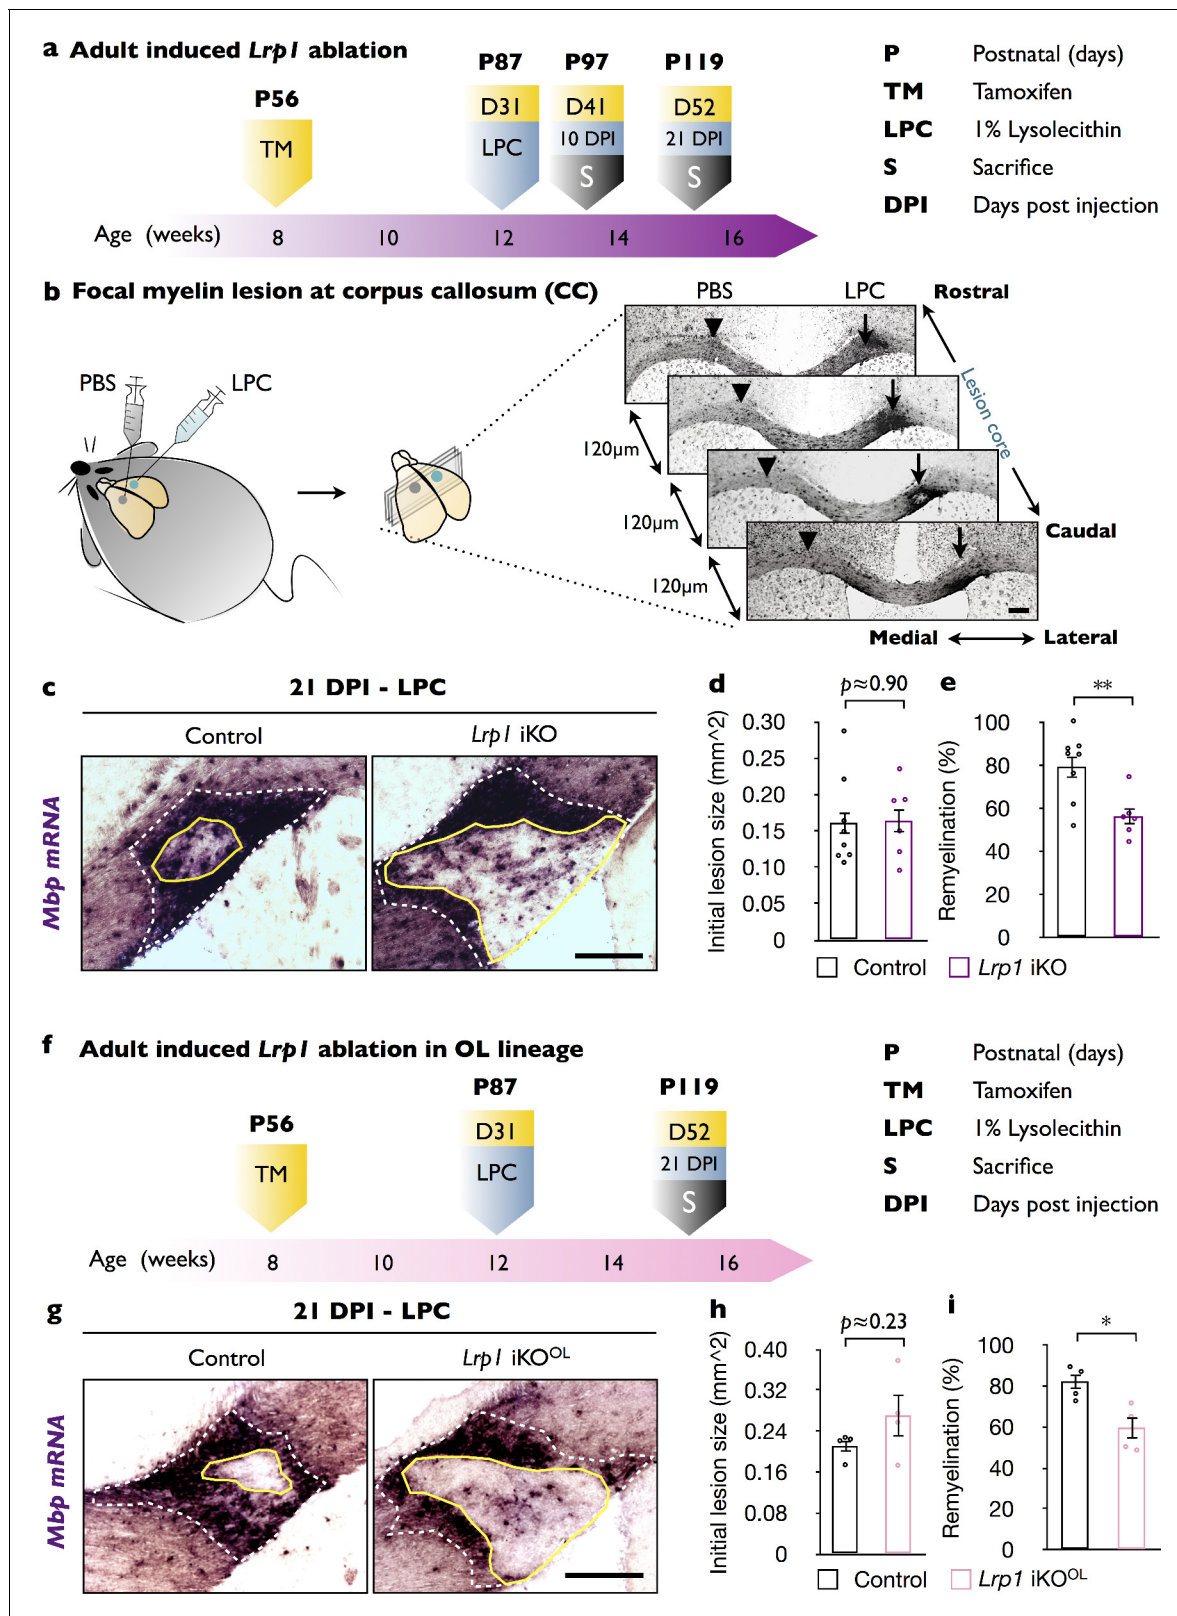 a Adult induced Lrp1 ablation
P56
TM
P87
D31
LPC
P97
D41
10 DPI
S
P119
D52
21 DPI
S
Age (weeks) 8 10 12 14 16
P Postnatal (days)
TM Tamoxifen
LPC 1% Lysolecithin
S Sacrifice
DPI Days post injection
b Focal myelin lesion at corpus callosum (CC)
PBS
LPC
PBS LPC Rostral
Lesion core
120µm
120µm
120µm
Caudal
Medial Lateral
c 21 DPI - LPC
Control Lrp1 iKO
Mbp mRNA
d
p≈0.90
Initial lesion size (mm^2)
0.30
0.25
0.20
0.15
0.10
0.05
0
e
**
Remyelination (%)
100
80
60
40
20
0
Control Lrp1 iKO
f Adult induced Lrp1 ablation in OL lineage
P56
TM
P87
D31
LPC
P119
D52
21 DPI
S
Age (weeks) 8 10 12 14 16
P Postnatal (days)
TM Tamoxifen
LPC 1% Lysolecithin
S Sacrifice
DPI Days post injection
g 21 DPI - LPC
Control Lrp1 iKO^OL
Mbp mRNA
h
p≈0.23
Initial lesion size (mm^2)
0.40
0.32
0.24
0.16
0.08
0
i
*
Remyelination (%)
100
80
60
40
20
0
Control Lrp1 iKO^OL